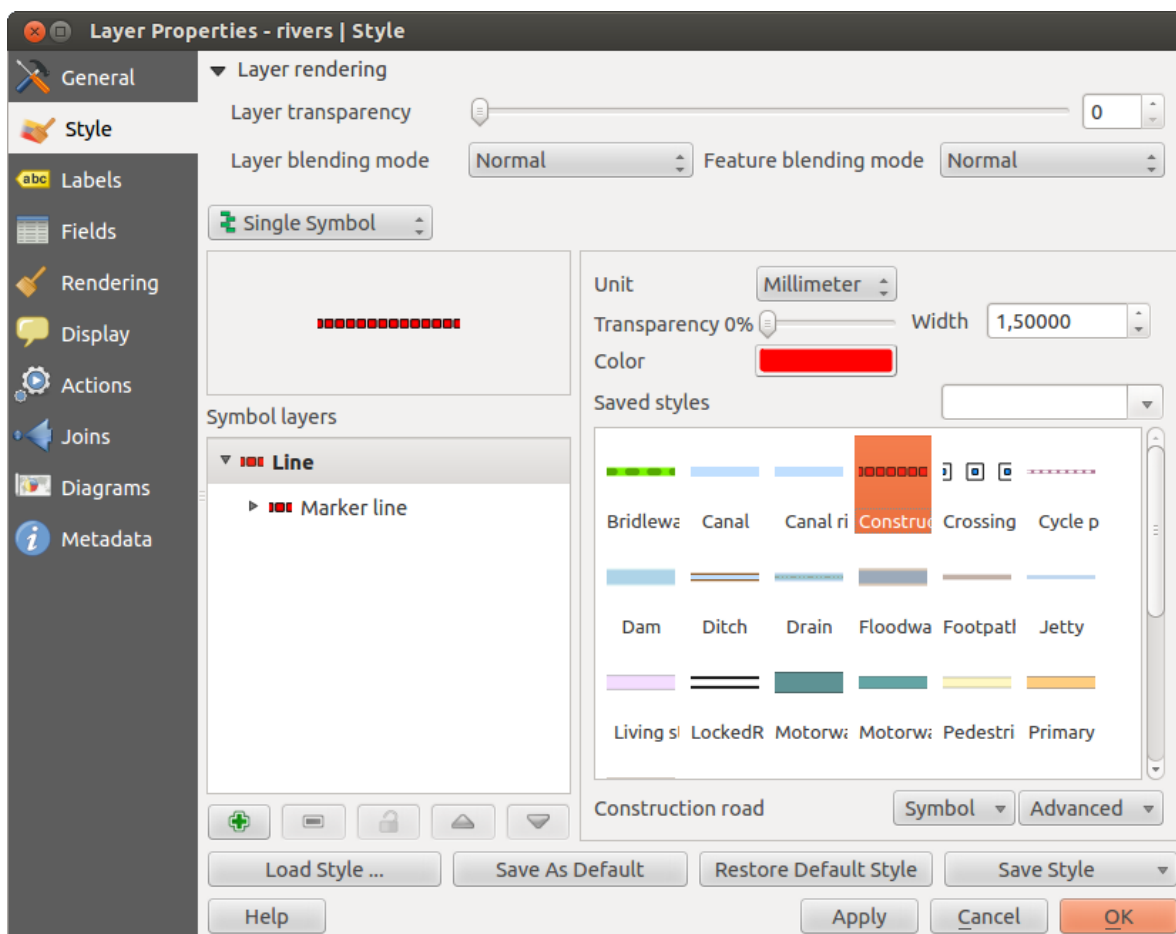 Layer Properties - rivers | Style
General
Style
abc Labels
Fields
Rendering
Display
Actions
Joins
Diagrams
i Metadata
Layer rendering
Layer transparency 0
Layer blending mode Normal Feature blending mode Normal
Single Symbol
Symbol layers
Line
Marker line
Unit Millimeter
Transparency 0% Width 1,50000
Color
Saved styles
Bridlewa Canal Canal ri Construc Crossing Cycle p
Dam Ditch Drain Floodwa Footpath Jetty
Living st LockedR Motorwa Motorwa Pedestri Primary
Construction road Symbol Advanced
Load Style ... Save As Default Restore Default Style Save Style
Help Apply Cancel OK